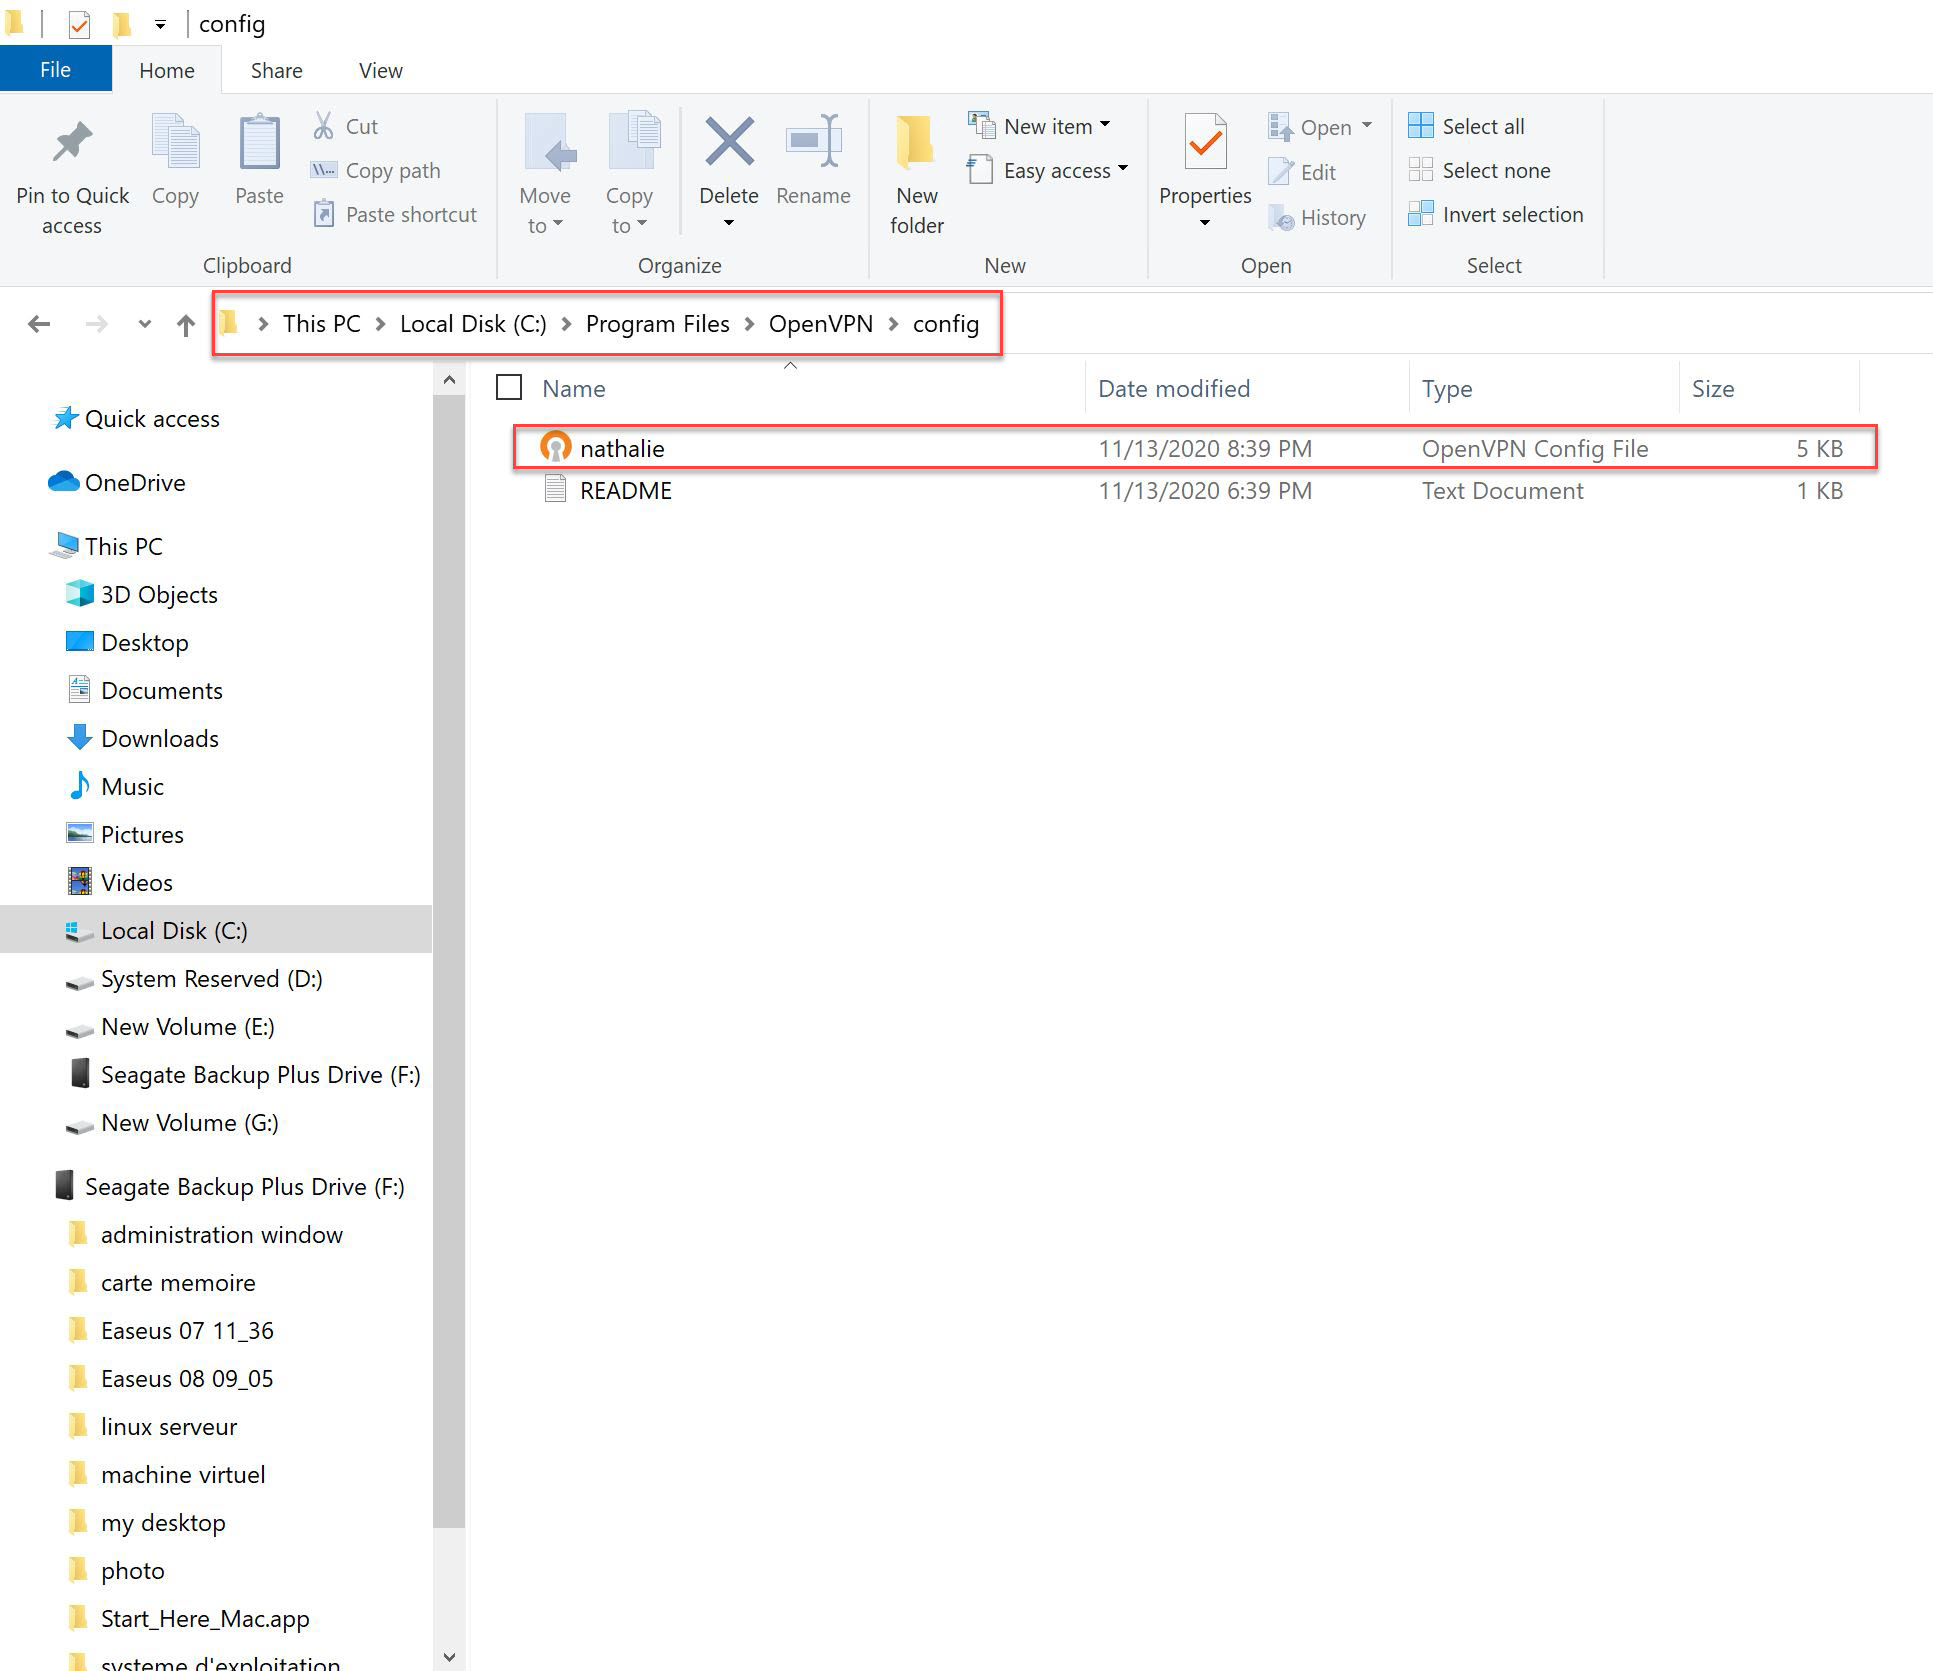 config
File Home Share View
Pin to Quick access
Copy
Paste
Cut
Copy path
Paste shortcut
Clipboard
Move to
Copy to
Delete
Rename
Organize
New folder
New item
Easy access
New
Properties
Open
Edit
History
Open
Select all
Select none
Invert selection
Select
This PC > Local Disk (C:) > Program Files > OpenVPN > config
Name Date modified Type Size
nathalie 11/13/2020 8:39 PM OpenVPN Config File 5 KB
README 11/13/2020 6:39 PM Text Document 1 KB
Quick access
OneDrive
This PC
3D Objects
Desktop
Documents
Downloads
Music
Pictures
Videos
Local Disk (C:)
System Reserved (D:)
New Volume (E:)
Seagate Backup Plus Drive (F:)
New Volume (G:)
Seagate Backup Plus Drive (F:)
administration window
carte memoire
Easeus 07 11_36
Easeus 08 09_05
linux serveur
machine virtuel
my desktop
photo
Start_Here_Mac.app
systeme d'exploitation